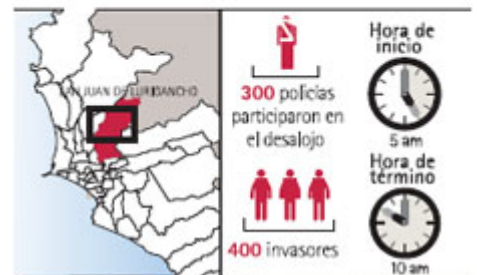 SAN JUAN DE LURIGANCHO
300 policías
participaron en
el desalojo
400 invasores
Hora de
inicio
5 am
Hora de
término
10 am